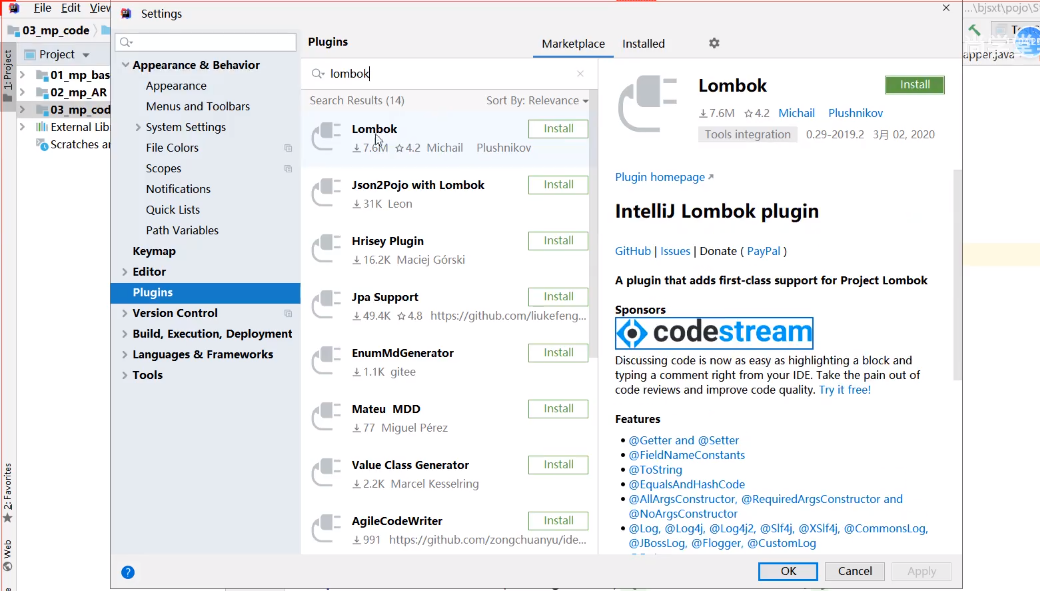 File Edit View
...\bjsxt\pojo\S
Settings
03_mp_code
Project
1: Project
01_mp_bas
02_mp_AR
03_mp_cod
External Lib
Scratches an
2: Favorites
Web
apper.java
Appearance & Behavior
Appearance
Menus and Toolbars
System Settings
File Colors
Scopes
Notifications
Quick Lists
Path Variables
Keymap
Editor
Plugins
Version Control
Build, Execution, Deployment
Languages & Frameworks
Tools
Plugins
Marketplace
Installed
lombok
Search Results (14)
Sort By: Relevance
Lombok
Install
7.6M 4.2 Michail Plushnikov
Json2Pojo with Lombok
Install
31K Leon
Hrisey Plugin
Install
16.2K Maciej Górski
Jpa Support
Install
49.4K 4.8 https://github.com/liukefeng...
EnumMdGenerator
Install
1.1K gitee
Mateu MDD
Install
77 Miguel Pérez
Value Class Generator
Install
2.2K Marcel Kesselring
AgileCodeWriter
Install
991 https://github.com/zongchuanyu/ide...
Lombok
Install
7.6M 4.2 Michail Plushnikov
Tools integration 0.29-2019.2 3月 02, 2020
Plugin homepage
IntelliJ Lombok plugin
GitHub | Issues | Donate ( PayPal )
A plugin that adds first-class support for Project Lombok
Sponsors
codestream
Discussing code is now as easy as highlighting a block and
typing a comment right from your IDE. Take the pain out of
code reviews and improve code quality. Try it free!
Features
@Getter and @Setter
@FieldNameConstants
@ToString
@EqualsAndHashCode
@AllArgsConstructor, @RequiredArgsConstructor and
@NoArgsConstructor
@Log, @Log4j, @Log4j2, @Slf4j, @XSlf4j, @CommonsLog,
@JBossLog, @Flogger, @CustomLog
?
OK
Cancel
Apply